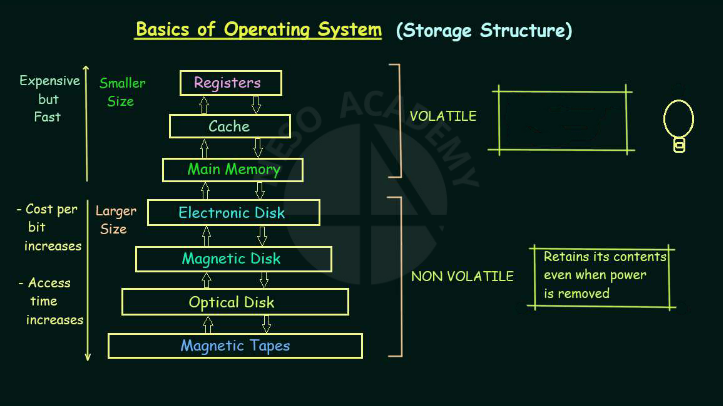 Basics of Operating System (Storage Structure)
Expensive
but
Fast
Smaller
Size
Registers
Cache
Main Memory
VOLATILE
- Cost per
bit
increases
- Access
time
increases
Larger
Size
Electronic Disk
Magnetic Disk
Optical Disk
Magnetic Tapes
NON VOLATILE
Retains its contents
even when power
is removed
ESO ACADEMY